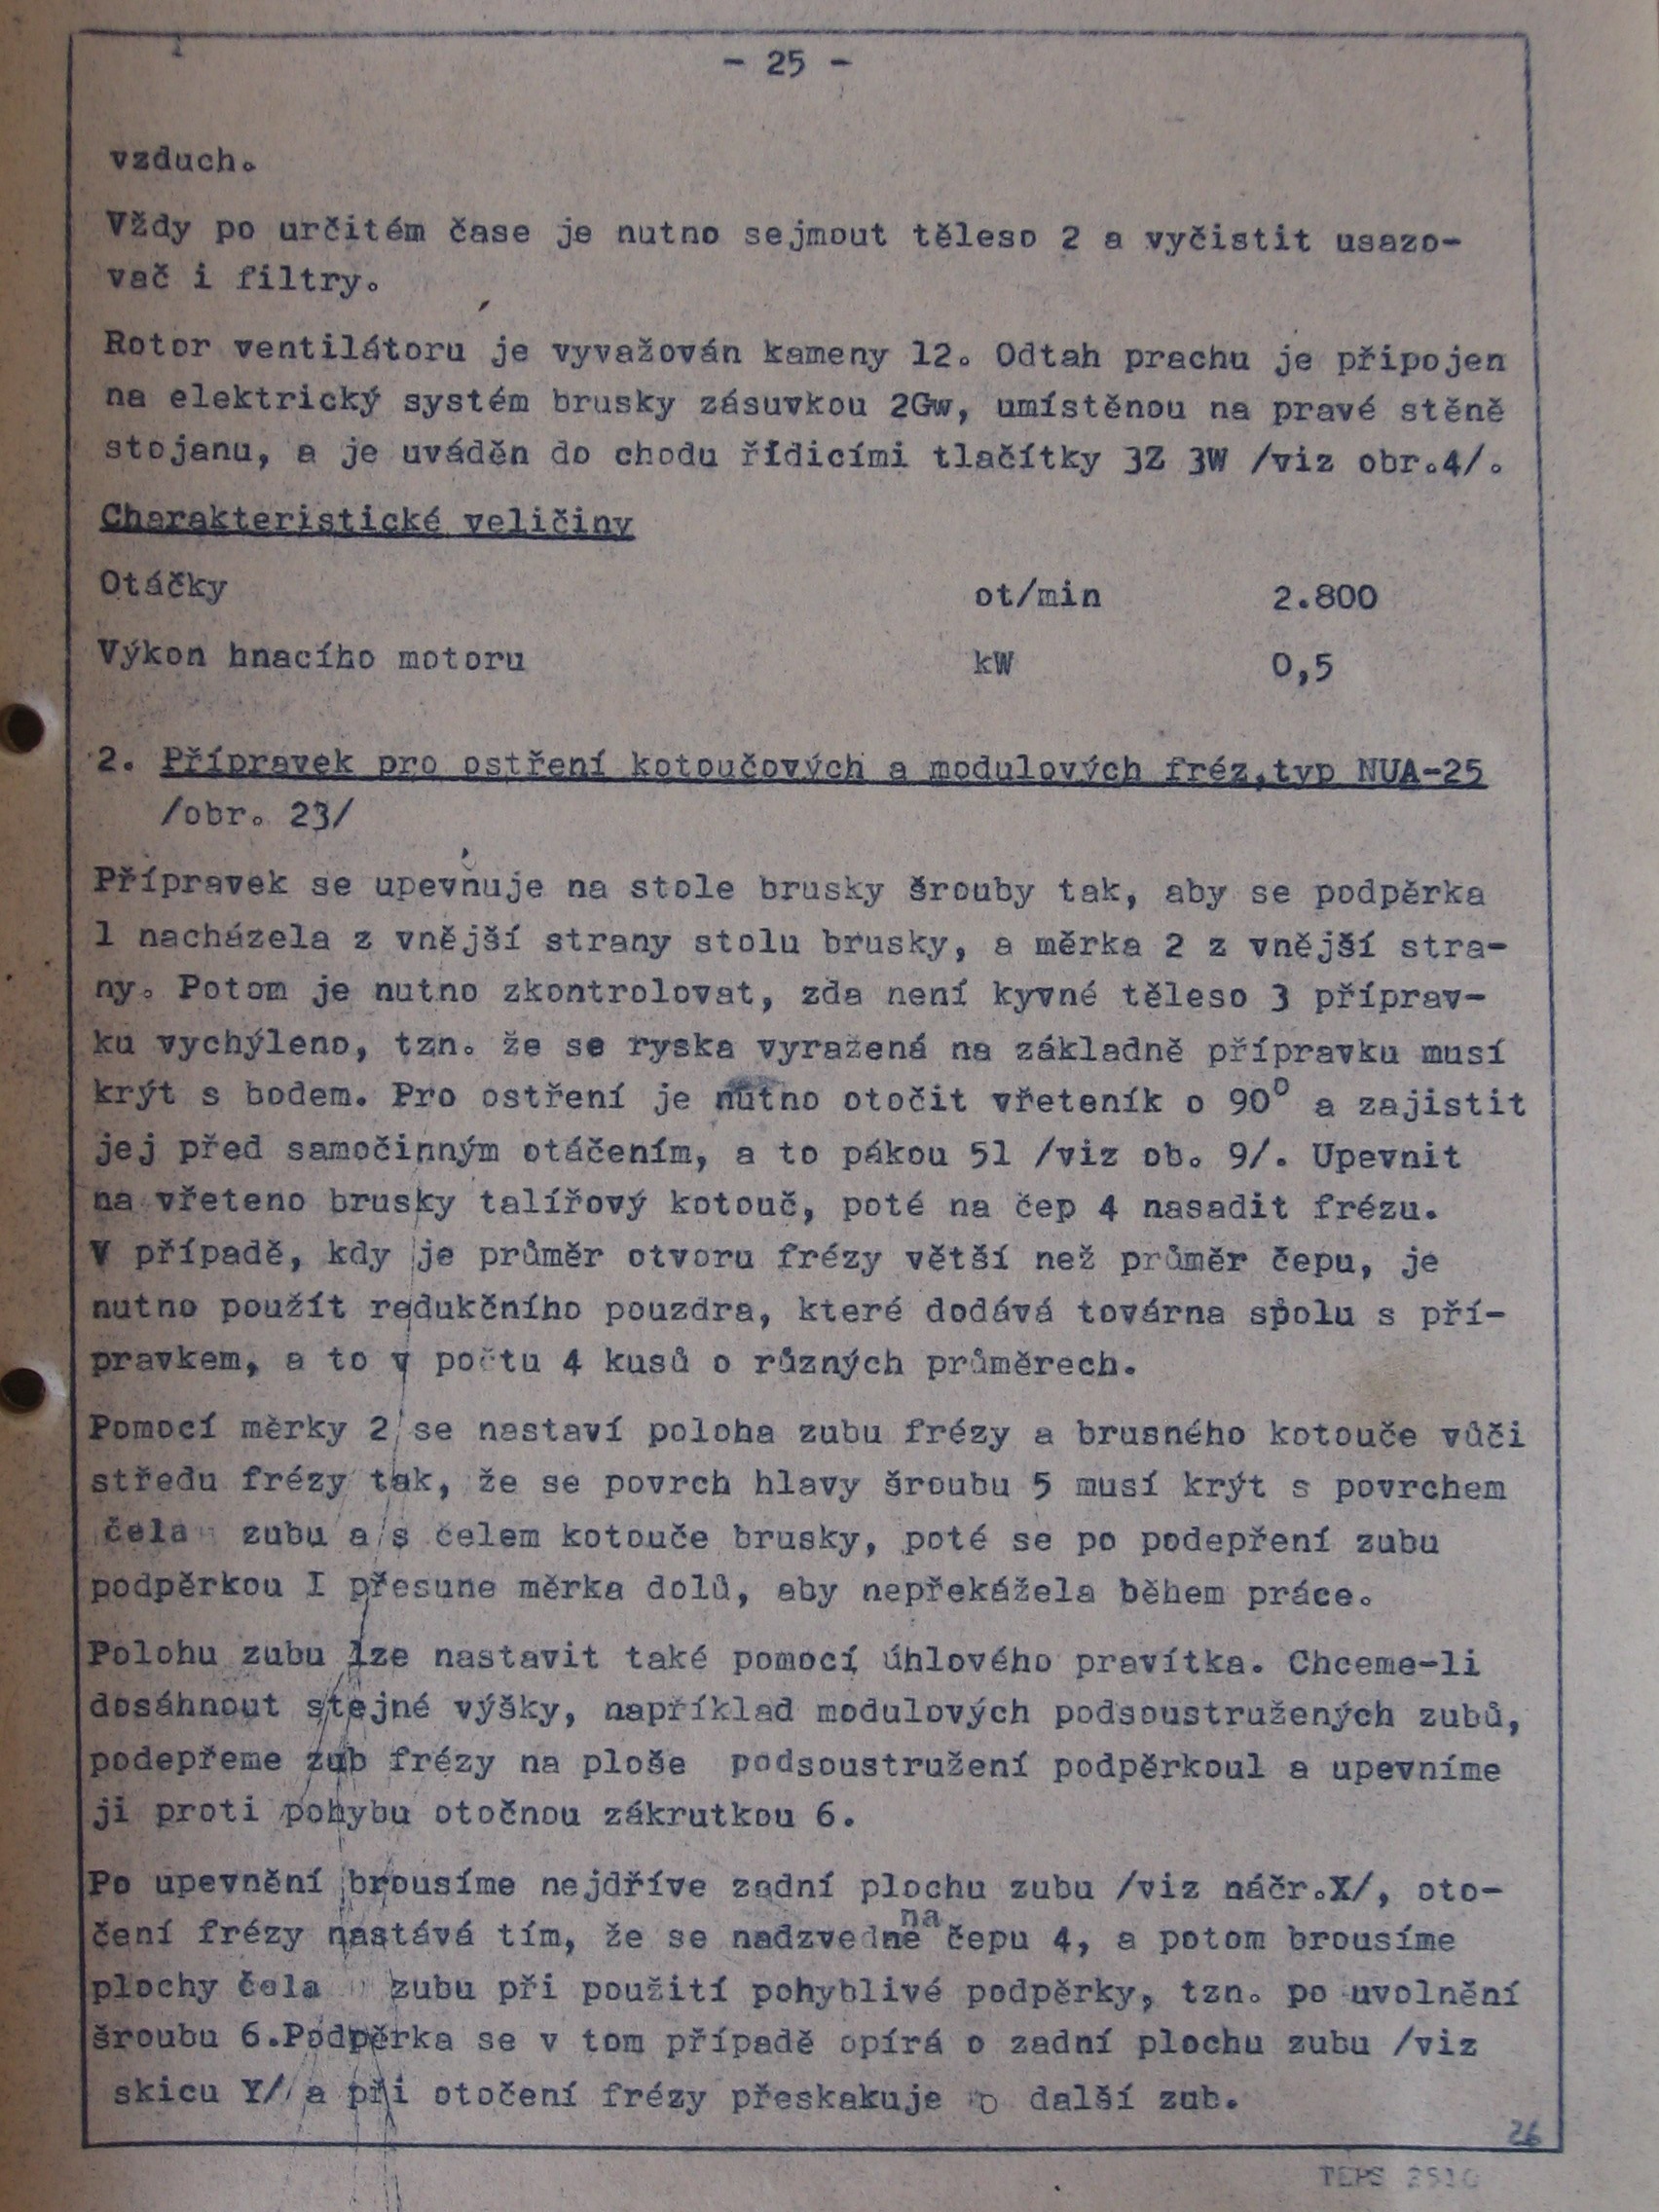 - 25 -
vzduch.
Vždy po určitém čase je nutno sejmout těleso 2 a vyčistit usazo-
vač i filtry.
Rotor ventilátoru je vyvažován kameny 12. Odtah prachu je připojen
na elektrický systém brusky zásuvkou 2Gw, umístěnou na pravé stěně
stojanu, a je uváděn do chodu řídicími tlačítky 3Z 3W /viz obr.4/.
Charakteristické veličiny
Otáčky ot/min 2.800
Výkon hnacího motoru kW 0,5
2. Přípravek pro ostření kotoučových a modulových fréz,typ NUA-25
/obr. 23/
Přípravek se upevňuje na stole brusky šrouby tak, aby se podpěrka
1 nacházela z vnější strany stolu brusky, a měrka 2 z vnější stra-
ny. Potom je nutno zkontrolovat, zda není kyvné těleso 3 příprav-
ku vychýleno, tzn. že se ryska vyražená na základně přípravku musí
krýt s bodem. Pro ostření je nutno otočit vřeteník o 90° a zajistit
jej před samočinným otáčením, a to pákou 51 /viz ob. 9/. Upevnit
na vřeteno brusky talířový kotouč, poté na čep 4 nasadit frézu.
V případě, kdy je průměr otvoru frézy větší než průměr čepu, je
nutno použít redukčního pouzdra, které dodává továrna spolu s pří-
pravkem, a to v počtu 4 kusů o různých průměrech.
Pomocí měrky 2 se nastaví poloha zubu frézy a brusného kotouče vůči
středu frézy tak, že se povrch hlavy šroubu 5 musí krýt s povrchem
čela zubu a s čelem kotouče brusky, poté se po podepření zubu
podpěrkou I přesune měrka dolů, aby nepřekážela během práce.
Polohu zubu lze nastavit také pomocí úhlového pravítka. Chceme-li
dosáhnout stejné výšky, například modulových podsoustružených zubů,
podepřeme zub frézy na ploše podsoustružení podpěrkou1 a upevníme
ji proti pohybu otočnou zákrutkou 6.
Po upevnění brousíme nejdříve zadní plochu zubu /viz náčr.X/, oto-
čení frézy nastává tím, že se nadzvedne na čepu 4, a potom brousíme
plochy čela zubu při použití pohyblivé podpěrky, tzn. po uvolnění
šroubu 6.Podpěrka se v tom případě opírá o zadní plochu zubu /viz
skicu Y/ a při otočení frézy přeskakuje o další zub.
26
TEPS 2510